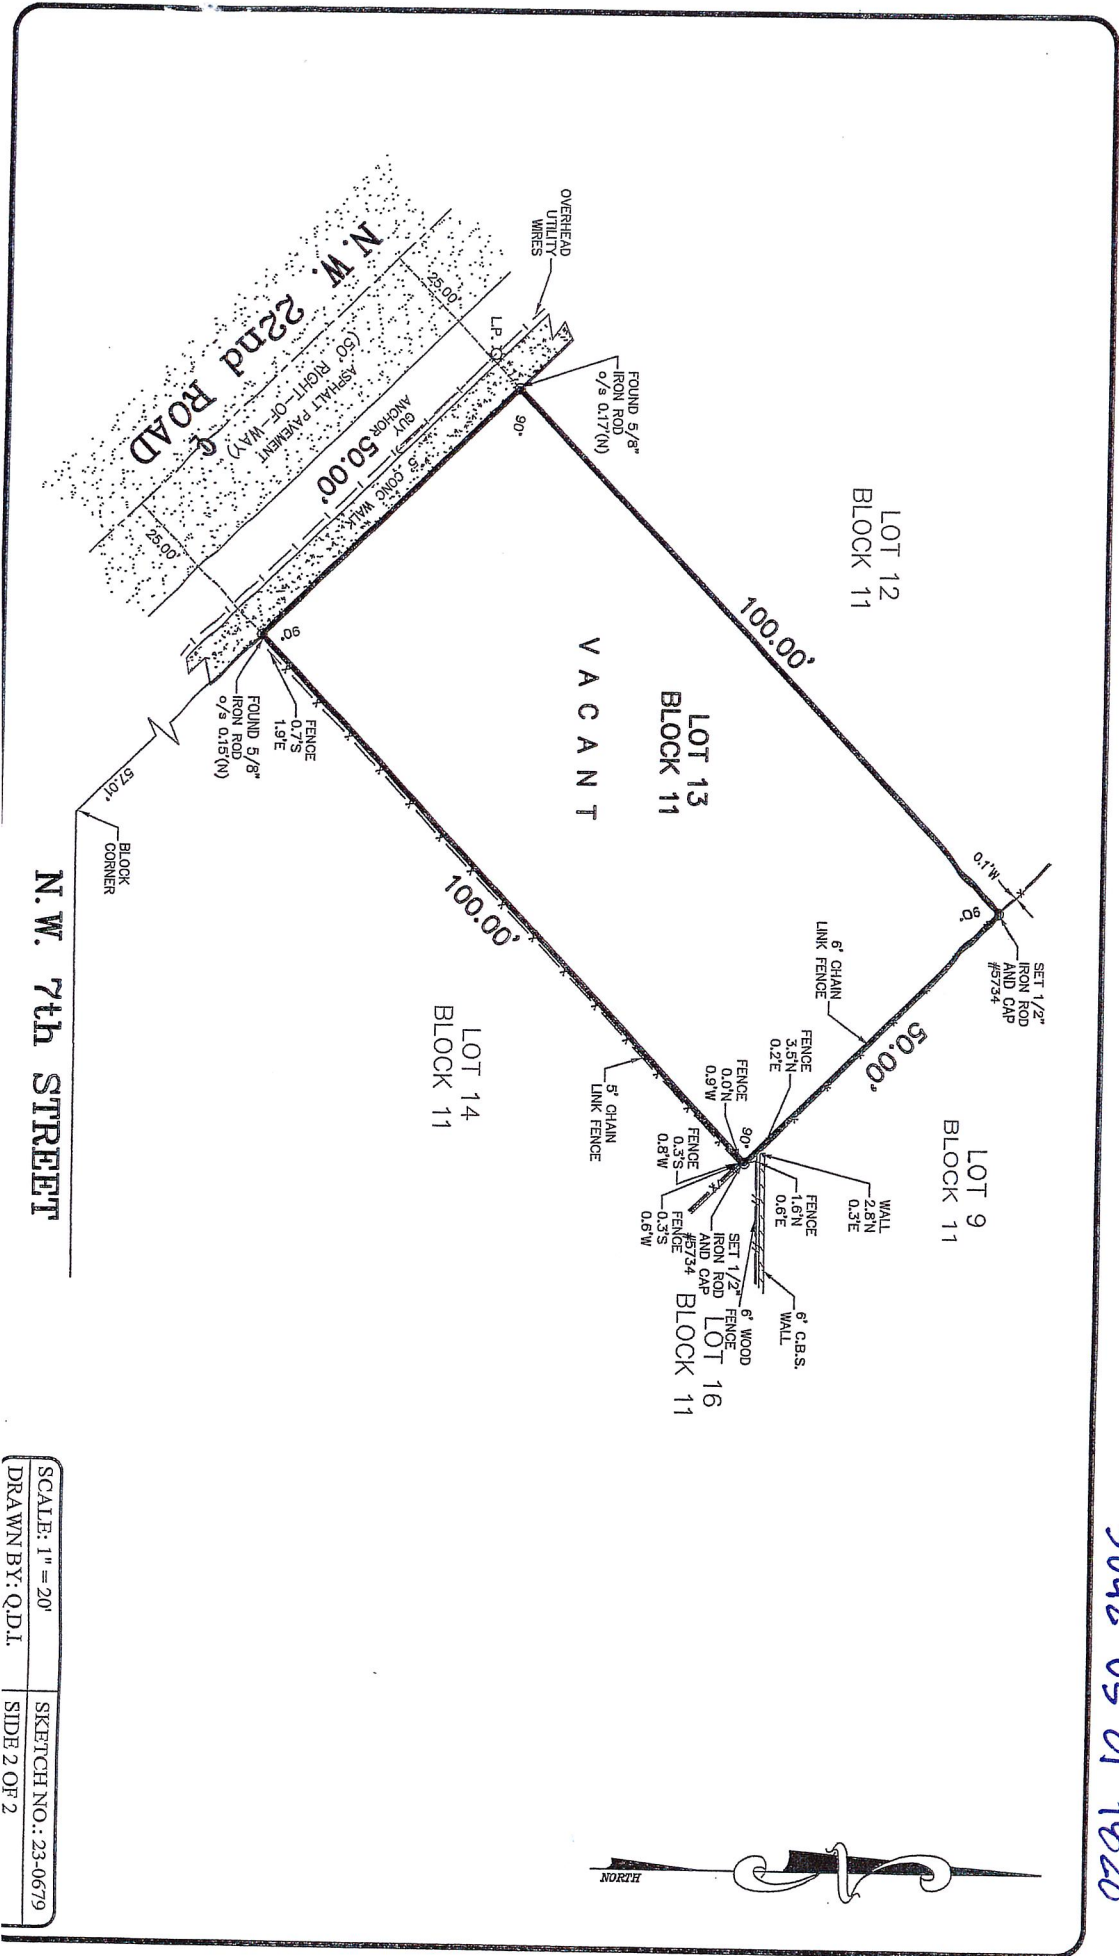 OVERHEAD
UTILITY
WIRES
L.P.
25.00'
N.W. 22nd ROAD
ASPHALT PAVEMENT
(50' RIGHT-OF-WAY)
GUY
ANCHOR
50.00'
5' CONC WALK
25.00'
FOUND 5/8"
IRON ROD
o/s 0.17'(N)
90°
LOT 12
BLOCK 11
100.00'
LOT 13
BLOCK 11
VACANT
90°
FENCE
0.7'S
1.9'E
FOUND 5/8"
IRON ROD
o/s 0.15'(N)
57.01'
BLOCK
CORNER
N.W. 7th STREET
100.00'
LOT 14
BLOCK 11
5' CHAIN
LINK FENCE
0.1'W
90°
SET 1/2"
IRON ROD
AND CAP
#5734
6' CHAIN
LINK FENCE
50.00'
LOT 9
BLOCK 11
FENCE
3.5'N
0.2'E
FENCE
0.0'N
0.9'W
90°
FENCE
0.3'S
0.8'W
WALL
2.8'N
0.3'E
FENCE
1.6'N
0.6'E
6' C.B.S.
WALL
6' WOOD
FENCE
SET 1/2"
IRON ROD
AND CAP
#5734
FENCE
0.3'S
0.6'W
LOT 16
BLOCK 11
NORTH
SCALE: 1" = 20'
SKETCH NO.: 23-0679
DRAWN BY: Q.D.I.
SIDE 2 OF 2